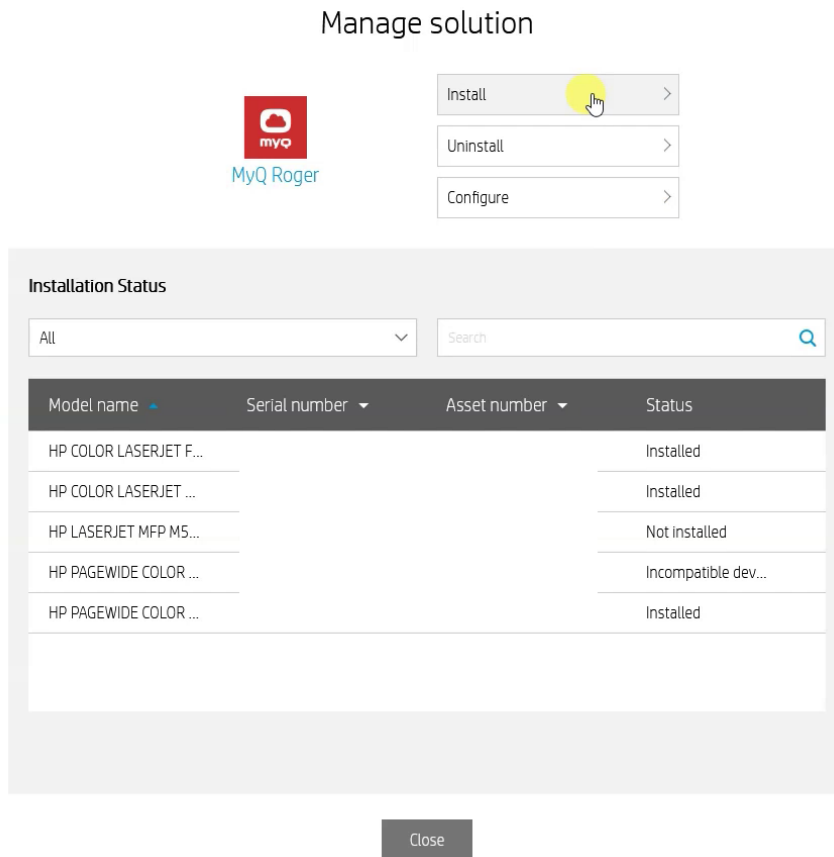 Manage solution
Install
myQ
MyQ Roger
Uninstall
Configure
Installation Status
All
Search
Model name Serial number Asset number Status
HP COLOR LASERJET F... Installed
HP COLOR LASERJET ... Installed
HP LASERJET MFP M5... Not installed
HP PAGEWIDE COLOR ... Incompatible dev...
HP PAGEWIDE COLOR ... Installed
Close